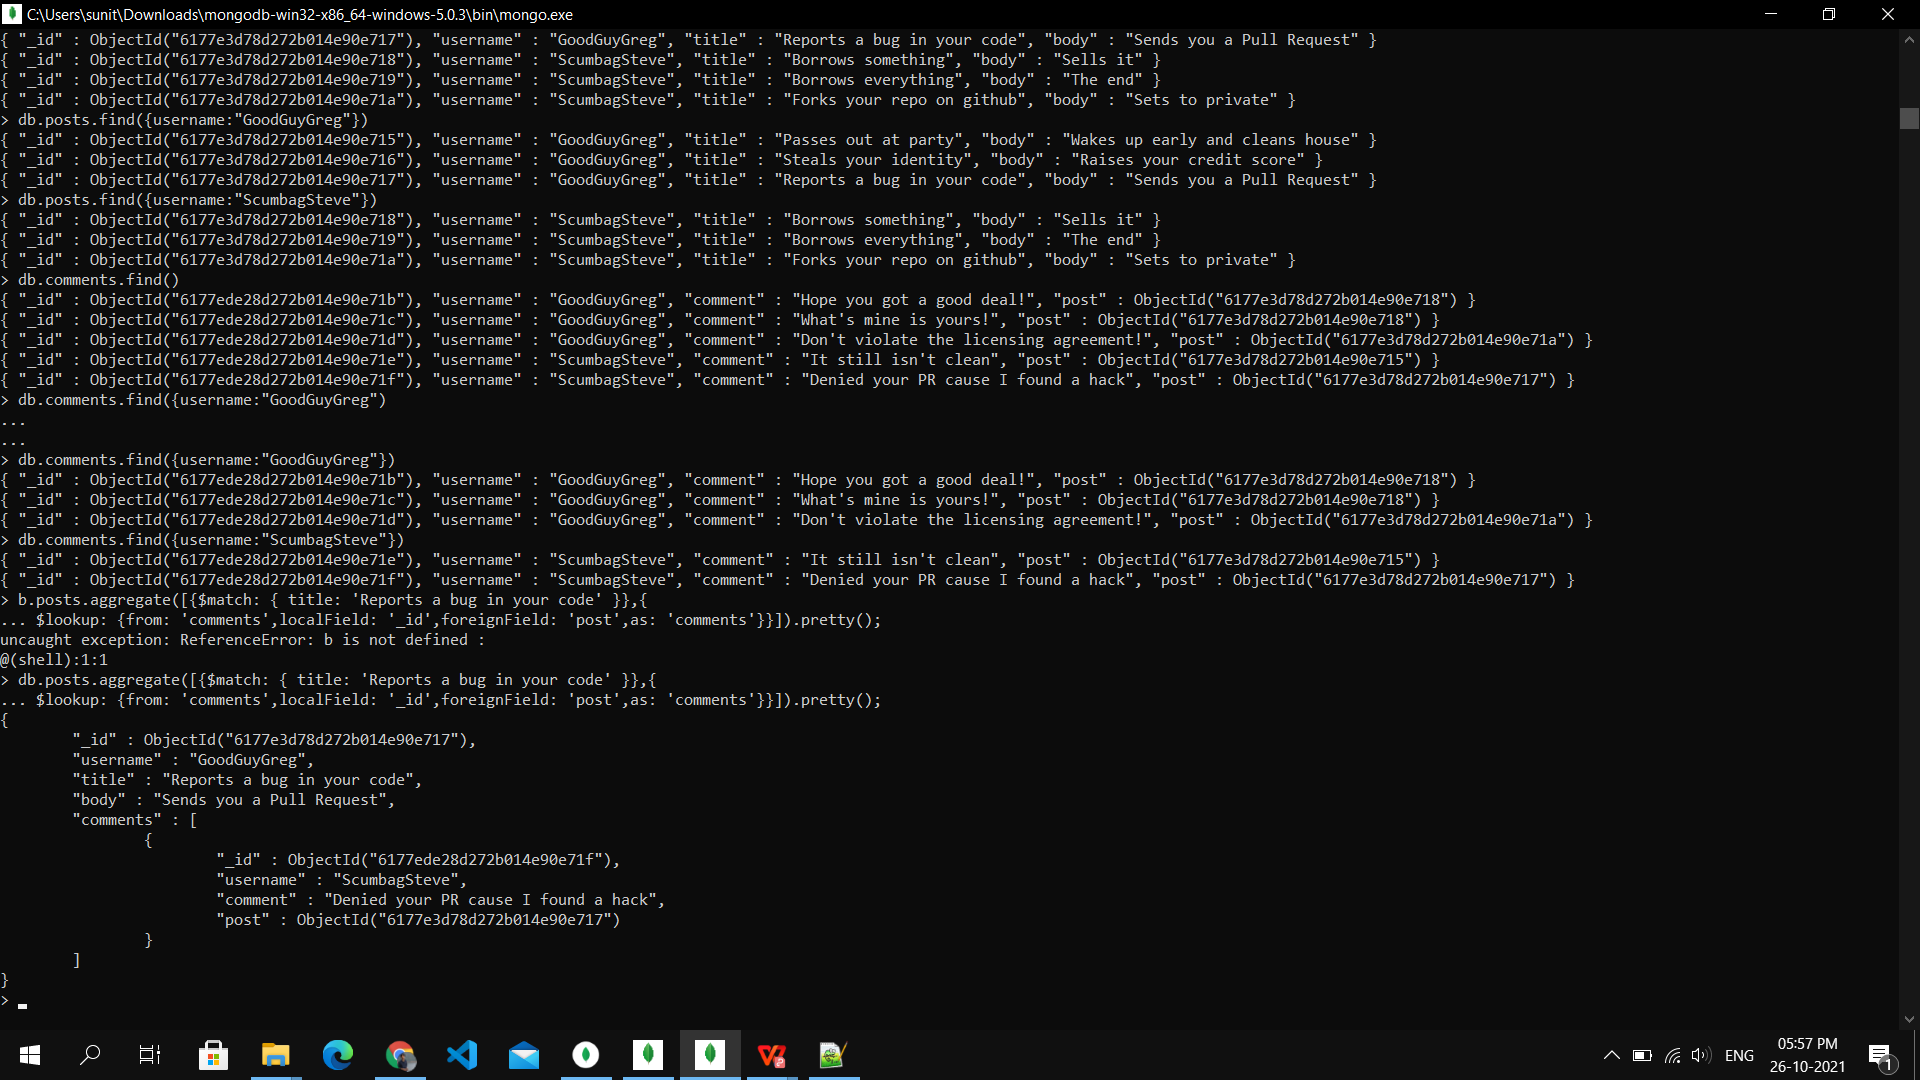 C:\Users\sunit\Downloads\mongodb-win32-x86_64-windows-5.0.3\bin\mongo.exe
{ "_id" : ObjectId("6177e3d78d272b014e90e717"), "username" : "GoodGuyGreg", "title" : "Reports a bug in your code", "body" : "Sends you a Pull Request" }
{ "_id" : ObjectId("6177e3d78d272b014e90e718"), "username" : "ScumbagSteve", "title" : "Borrows something", "body" : "Sells it" }
{ "_id" : ObjectId("6177e3d78d272b014e90e719"), "username" : "ScumbagSteve", "title" : "Borrows everything", "body" : "The end" }
{ "_id" : ObjectId("6177e3d78d272b014e90e71a"), "username" : "ScumbagSteve", "title" : "Forks your repo on github", "body" : "Sets to private" }
> db.posts.find({username:"GoodGuyGreg"})
{ "_id" : ObjectId("6177e3d78d272b014e90e715"), "username" : "GoodGuyGreg", "title" : "Passes out at party", "body" : "Wakes up early and cleans house" }
{ "_id" : ObjectId("6177e3d78d272b014e90e716"), "username" : "GoodGuyGreg", "title" : "Steals your identity", "body" : "Raises your credit score" }
{ "_id" : ObjectId("6177e3d78d272b014e90e717"), "username" : "GoodGuyGreg", "title" : "Reports a bug in your code", "body" : "Sends you a Pull Request" }
> db.posts.find({username:"ScumbagSteve"})
{ "_id" : ObjectId("6177e3d78d272b014e90e718"), "username" : "ScumbagSteve", "title" : "Borrows something", "body" : "Sells it" }
{ "_id" : ObjectId("6177e3d78d272b014e90e719"), "username" : "ScumbagSteve", "title" : "Borrows everything", "body" : "The end" }
{ "_id" : ObjectId("6177e3d78d272b014e90e71a"), "username" : "ScumbagSteve", "title" : "Forks your repo on github", "body" : "Sets to private" }
> db.comments.find()
{ "_id" : ObjectId("6177ede28d272b014e90e71b"), "username" : "GoodGuyGreg", "comment" : "Hope you got a good deal!", "post" : ObjectId("6177e3d78d272b014e90e718") }
{ "_id" : ObjectId("6177ede28d272b014e90e71c"), "username" : "GoodGuyGreg", "comment" : "What's mine is yours!", "post" : ObjectId("6177e3d78d272b014e90e718") }
{ "_id" : ObjectId("6177ede28d272b014e90e71d"), "username" : "GoodGuyGreg", "comment" : "Don't violate the licensing agreement!", "post" : ObjectId("6177e3d78d272b014e90e71a") }
{ "_id" : ObjectId("6177ede28d272b014e90e71e"), "username" : "ScumbagSteve", "comment" : "It still isn't clean", "post" : ObjectId("6177e3d78d272b014e90e715") }
{ "_id" : ObjectId("6177ede28d272b014e90e71f"), "username" : "ScumbagSteve", "comment" : "Denied your PR cause I found a hack", "post" : ObjectId("6177e3d78d272b014e90e717") }
> db.comments.find({username:"GoodGuyGreg")
...
...
> db.comments.find({username:"GoodGuyGreg"})
{ "_id" : ObjectId("6177ede28d272b014e90e71b"), "username" : "GoodGuyGreg", "comment" : "Hope you got a good deal!", "post" : ObjectId("6177e3d78d272b014e90e718") }
{ "_id" : ObjectId("6177ede28d272b014e90e71c"), "username" : "GoodGuyGreg", "comment" : "What's mine is yours!", "post" : ObjectId("6177e3d78d272b014e90e718") }
{ "_id" : ObjectId("6177ede28d272b014e90e71d"), "username" : "GoodGuyGreg", "comment" : "Don't violate the licensing agreement!", "post" : ObjectId("6177e3d78d272b014e90e71a") }
> db.comments.find({username:"ScumbagSteve"})
{ "_id" : ObjectId("6177ede28d272b014e90e71e"), "username" : "ScumbagSteve", "comment" : "It still isn't clean", "post" : ObjectId("6177e3d78d272b014e90e715") }
{ "_id" : ObjectId("6177ede28d272b014e90e71f"), "username" : "ScumbagSteve", "comment" : "Denied your PR cause I found a hack", "post" : ObjectId("6177e3d78d272b014e90e717") }
> b.posts.aggregate([{$match: { title: 'Reports a bug in your code' }},{
... $lookup: {from: 'comments',localField: '_id',foreignField: 'post',as: 'comments'}}]).pretty();
uncaught exception: ReferenceError: b is not defined :
@(shell):1:1
> db.posts.aggregate([{$match: { title: 'Reports a bug in your code' }},{
... $lookup: {from: 'comments',localField: '_id',foreignField: 'post',as: 'comments'}}]).pretty();
{
"_id" : ObjectId("6177e3d78d272b014e90e717"),
"username" : "GoodGuyGreg",
"title" : "Reports a bug in your code",
"body" : "Sends you a Pull Request",
"comments" : [
{
"_id" : ObjectId("6177ede28d272b014e90e71f"),
"username" : "ScumbagSteve",
"comment" : "Denied your PR cause I found a hack",
"post" : ObjectId("6177e3d78d272b014e90e717")
}
]
}
>
ENG
05:57 PM
26-10-2021
1